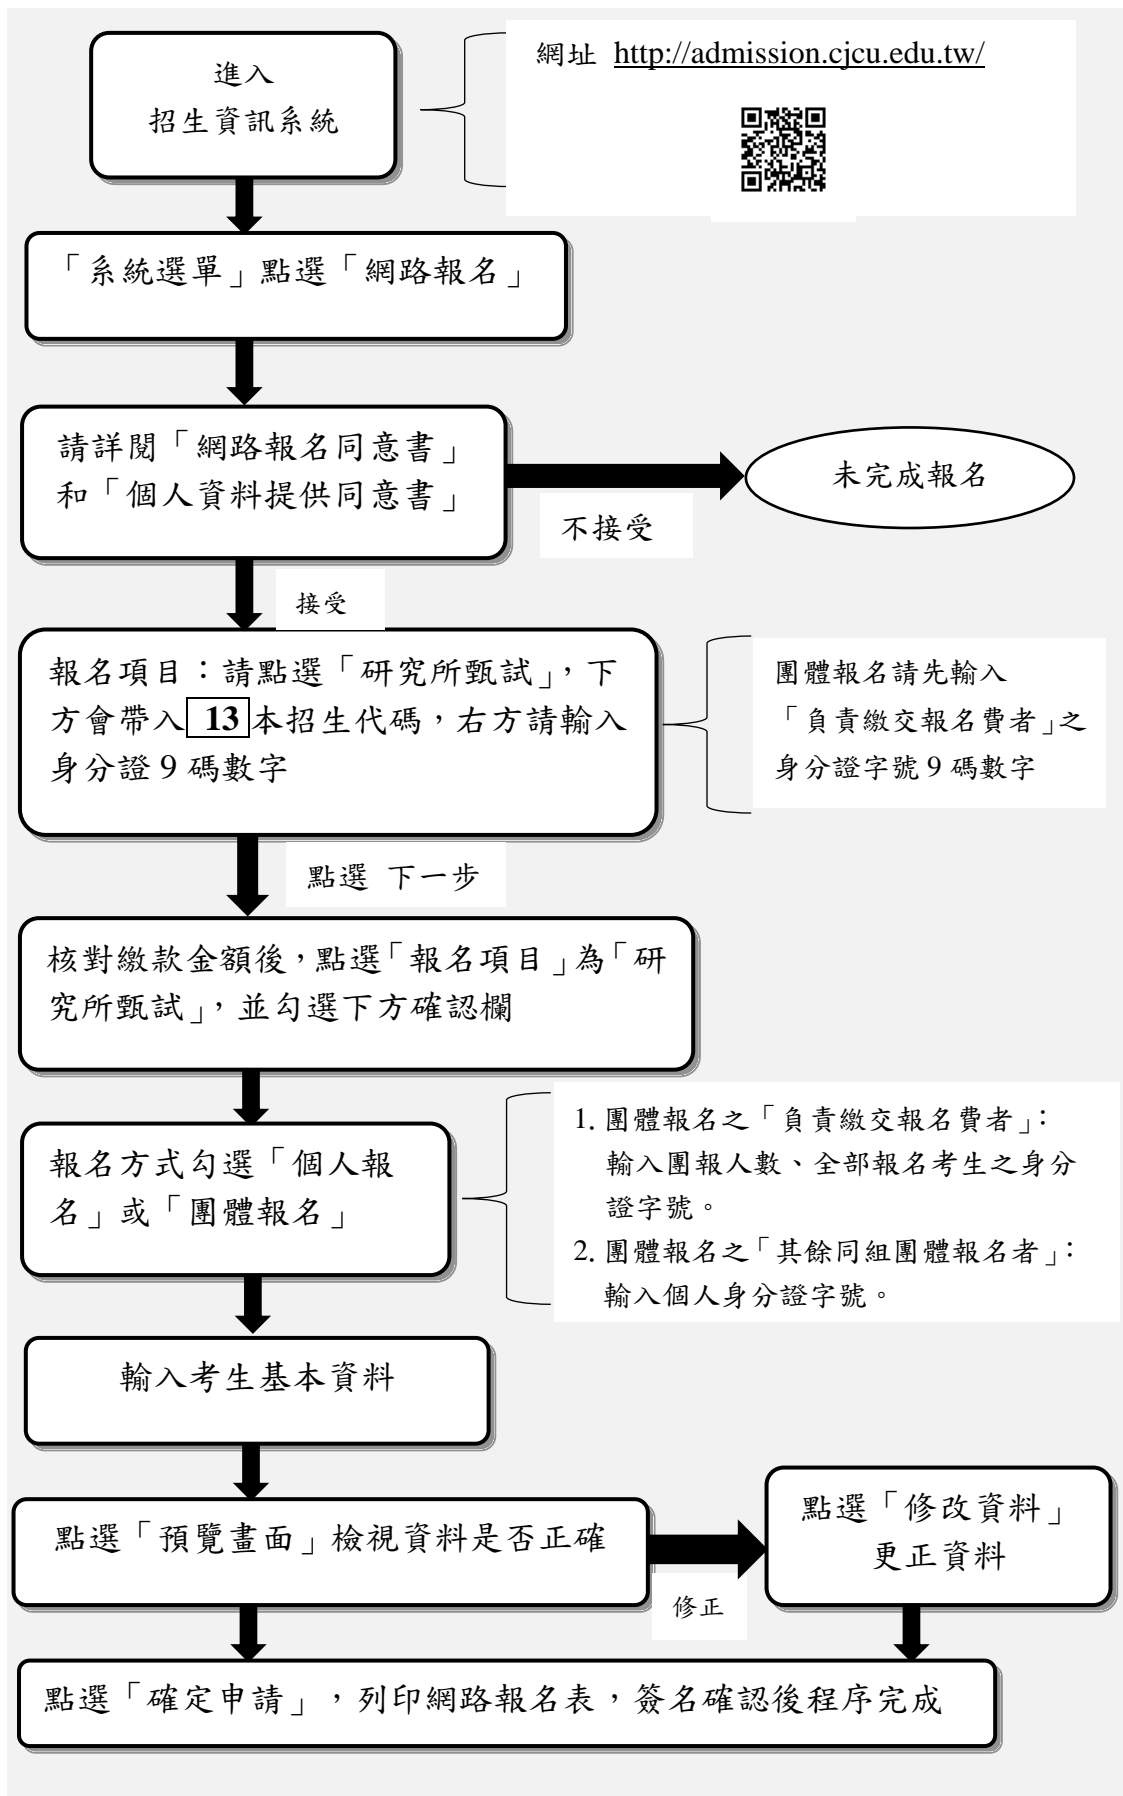 進入
招生資訊系統
網址 http://admission.cjcu.edu.tw/
「系統選單」點選「網路報名」
請詳閱「網路報名同意書」
和「個人資料提供同意書」
不接受
未完成報名
接受
報名項目：請點選「研究所甄試」，下
方會帶入 13 本招生代碼，右方請輸入
身分證 9 碼數字
團體報名請先輸入
「負責繳交報名費者」之
身分證字號 9 碼數字
點選 下一步
核對繳款金額後，點選「報名項目」為「研
究所甄試」，並勾選下方確認欄
報名方式勾選「個人報
名」或「團體報名」
1. 團體報名之「負責繳交報名費者」：
輸入團報人數、全部報名考生之身分
證字號。
2. 團體報名之「其餘同組團體報名者」：
輸入個人身分證字號。
輸入考生基本資料
點選「預覽畫面」檢視資料是否正確
修正
點選「修改資料」
更正資料
點選「確定申請」，列印網路報名表，簽名確認後程序完成